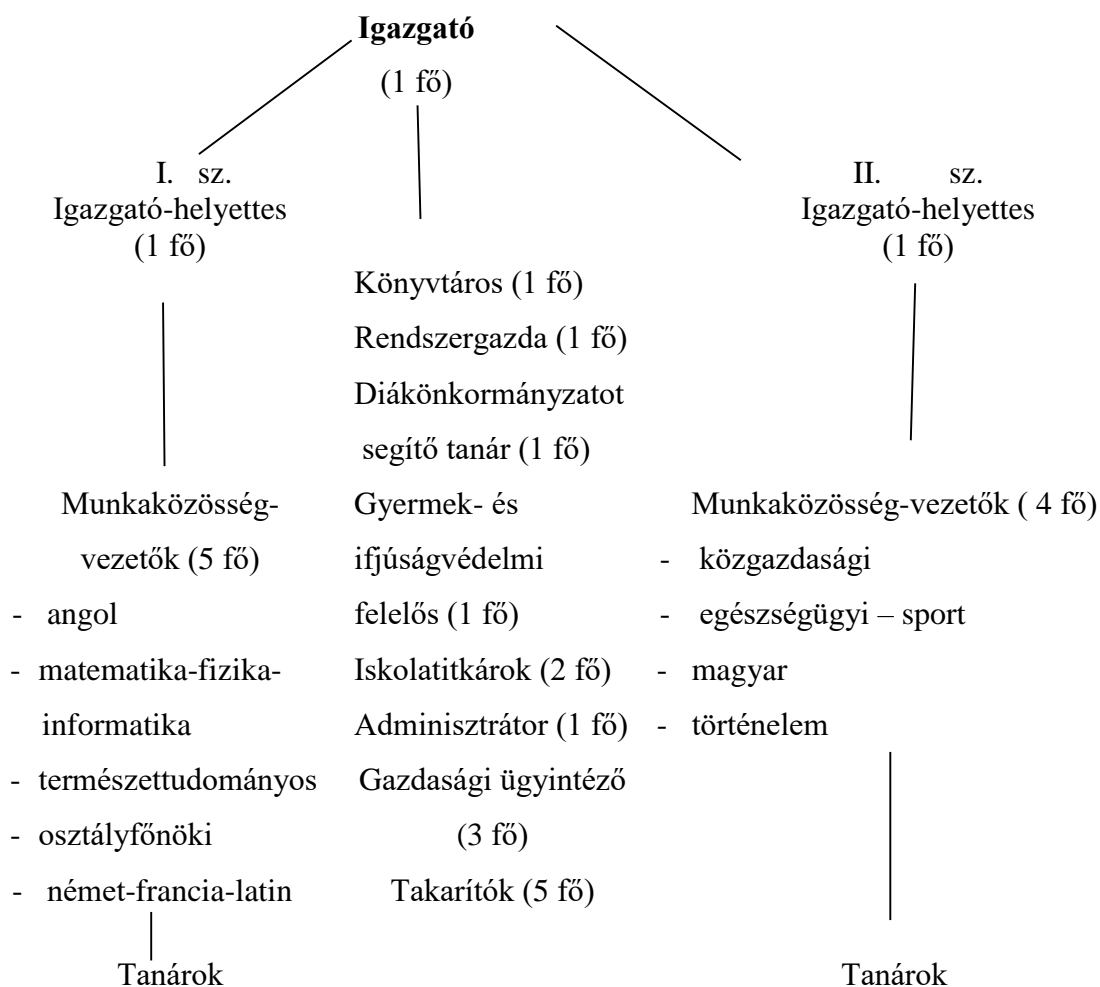 Igazgató
(1 fő)
I. sz.
Igazgató-helyettes
(1 fő)
Munkaközösség-
vezetők (5 fő)
- angol
- matematika-fizika-
informatika
- természettudományos
- osztályfőnöki
- német-francia-latin
Tanárok
Könyvtáros (1 fő)
Rendszergazda (1 fő)
Diákönkormányzatot
segítő tanár (1 fő)
Gyermek- és
ifjúságvédelmi
felelős (1 fő)
Iskolatitkárok (2 fő)
Adminisztrátor (1 fő)
Gazdasági ügyintéző
(3 fő)
Takarítók (5 fő)
II. sz.
Igazgató-helyettes
(1 fő)
Munkaközösség-vezetők ( 4 fő)
- közgazdasági
- egészségügyi – sport
- magyar
- történelem
Tanárok